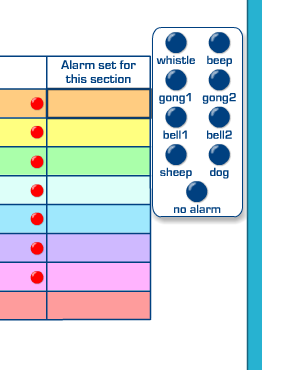 Alarm set for
this section
whistle beep
gong1 gong2
bell1 bell2
sheep dog
no alarm